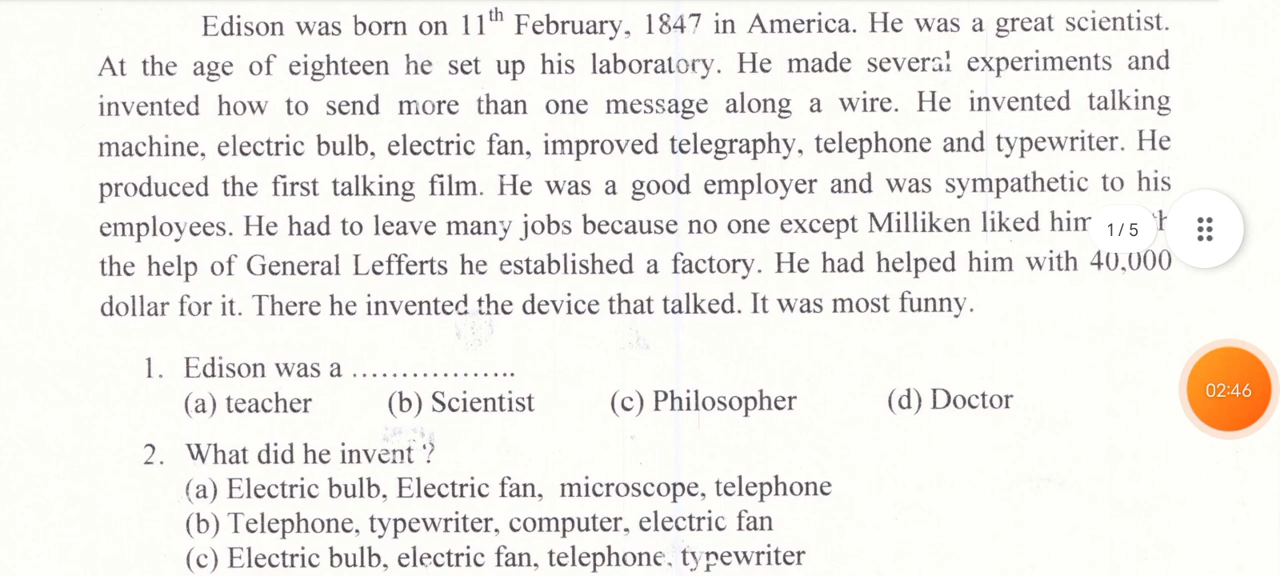 Edison was born on 11th February, 1847 in America. He was a great scientist.
At the age of eighteen he set up his laboratory. He made several experiments and
invented how to send more than one message along a wire. He invented talking
machine, electric bulb, electric fan, improved telegraphy, telephone and typewriter. He
produced the first talking film. He was a good employer and was sympathetic to his
employees. He had to leave many jobs because no one except Milliken liked him
1 / 5
the help of General Lefferts he established a factory. He had helped him with 40,000
dollar for it. There he invented the device that talked. It was most funny.
1. Edison was a .................
(a) teacher (b) Scientist (c) Philosopher (d) Doctor
02:46
2. What did he invent ?
(a) Electric bulb, Electric fan, microscope, telephone
(b) Telephone, typewriter, computer, electric fan
(c) Electric bulb, electric fan, telephone, typewriter